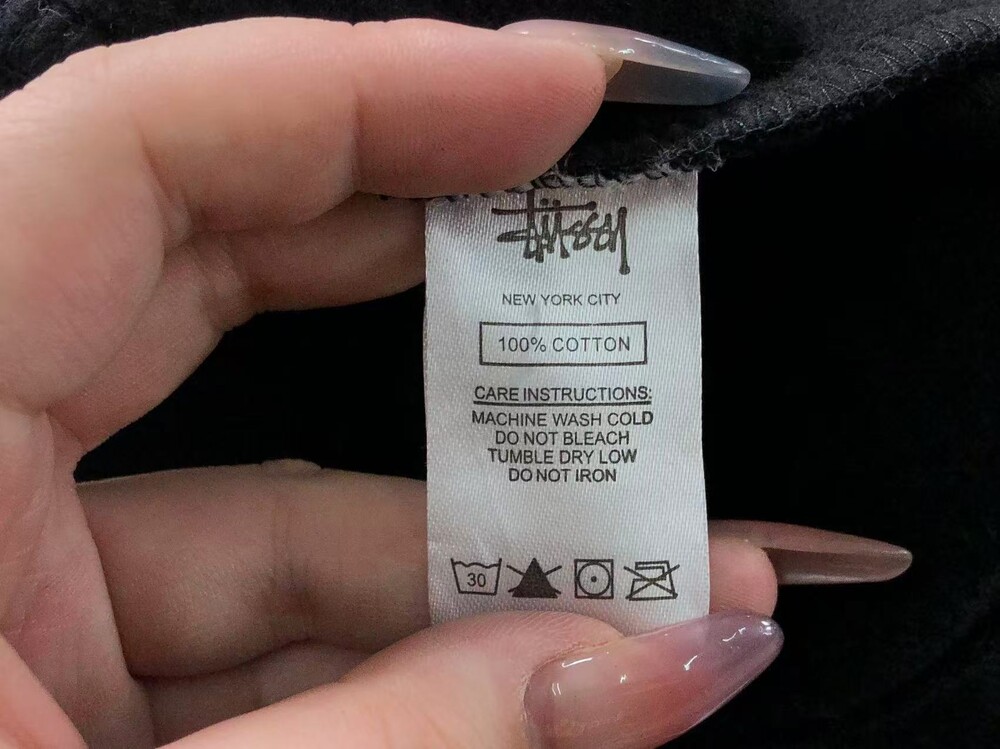 Stüssy
NEW YORK CITY
100% COTTON
CARE INSTRUCTIONS:
MACHINE WASH COLD
DO NOT BLEACH
TUMBLE DRY LOW
DO NOT IRON
30